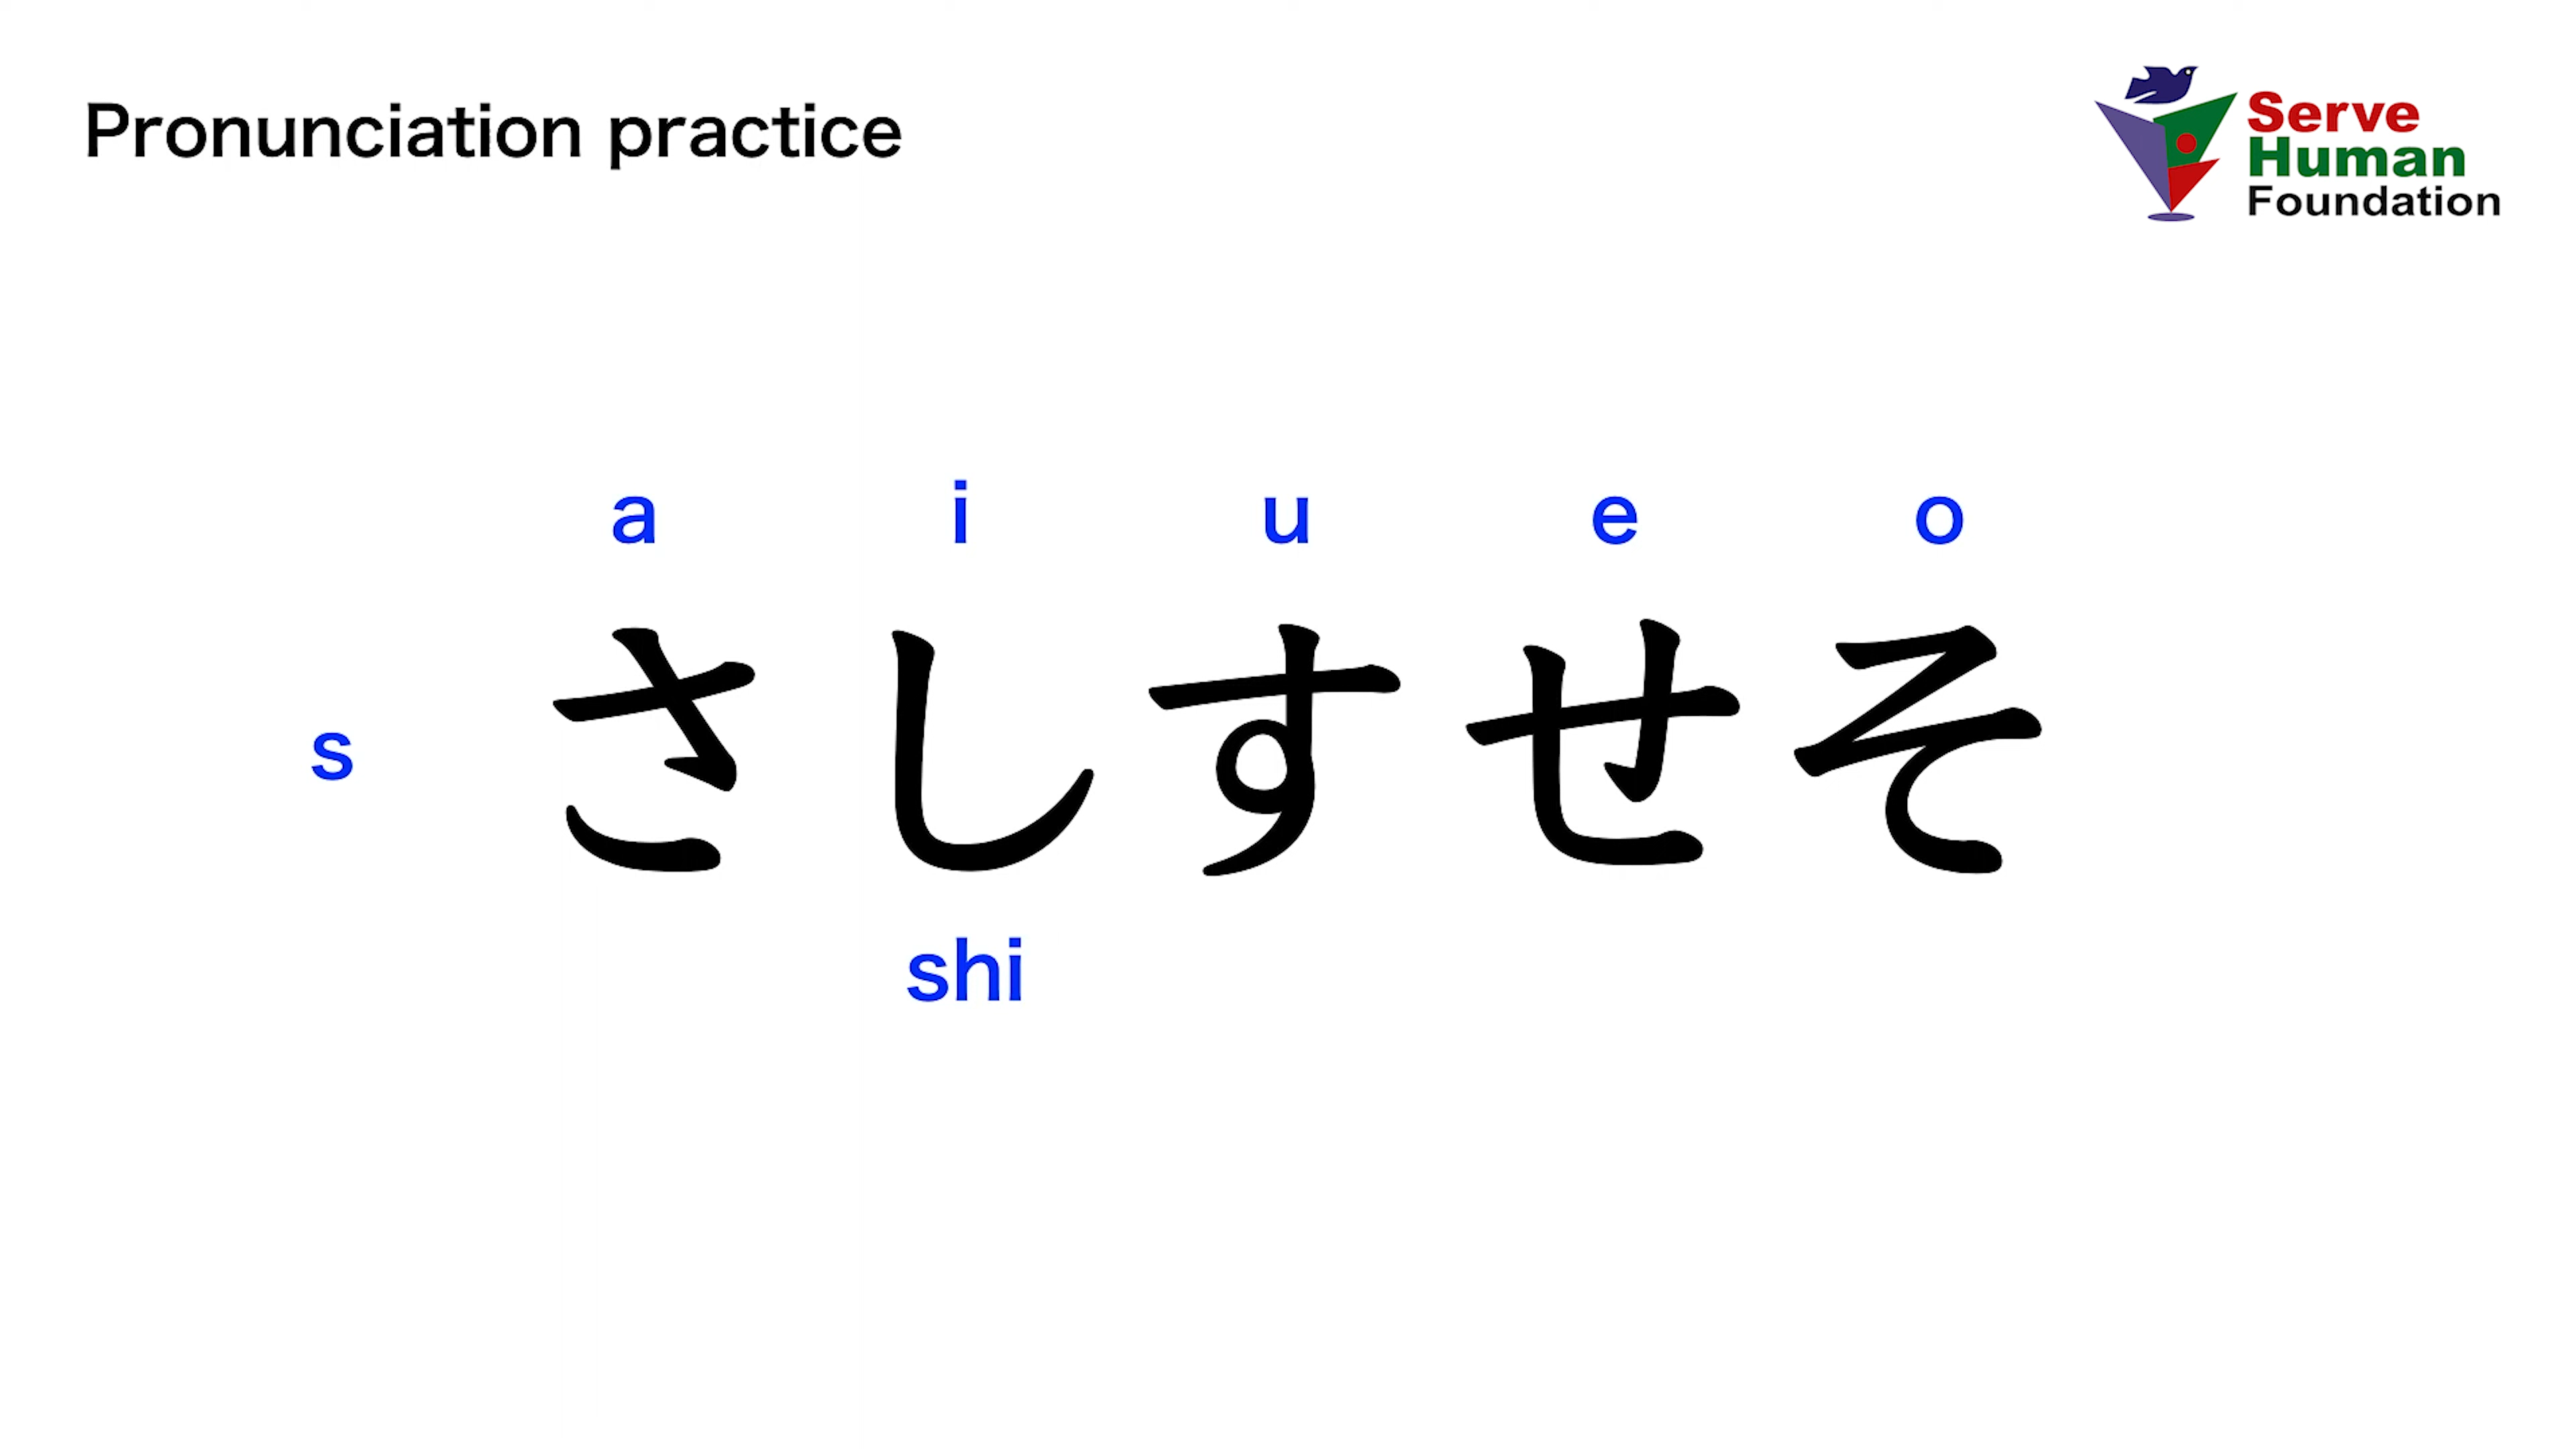 Pronunciation practice
Serve
Human
Foundation
a i u e o
s さ し す せ そ
shi